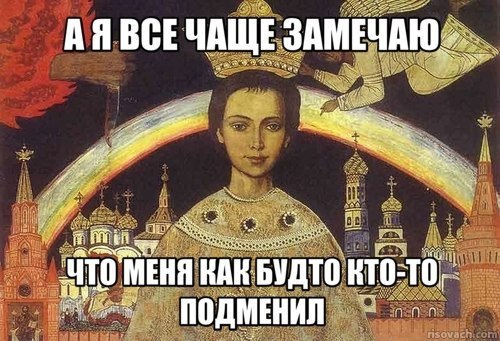 А Я ВСЕ ЧАЩЕ ЗАМЕЧАЮ
ЧТО МЕНЯ КАК БУДТО КТО-ТО
ПОДМЕНИЛ
risovach.com